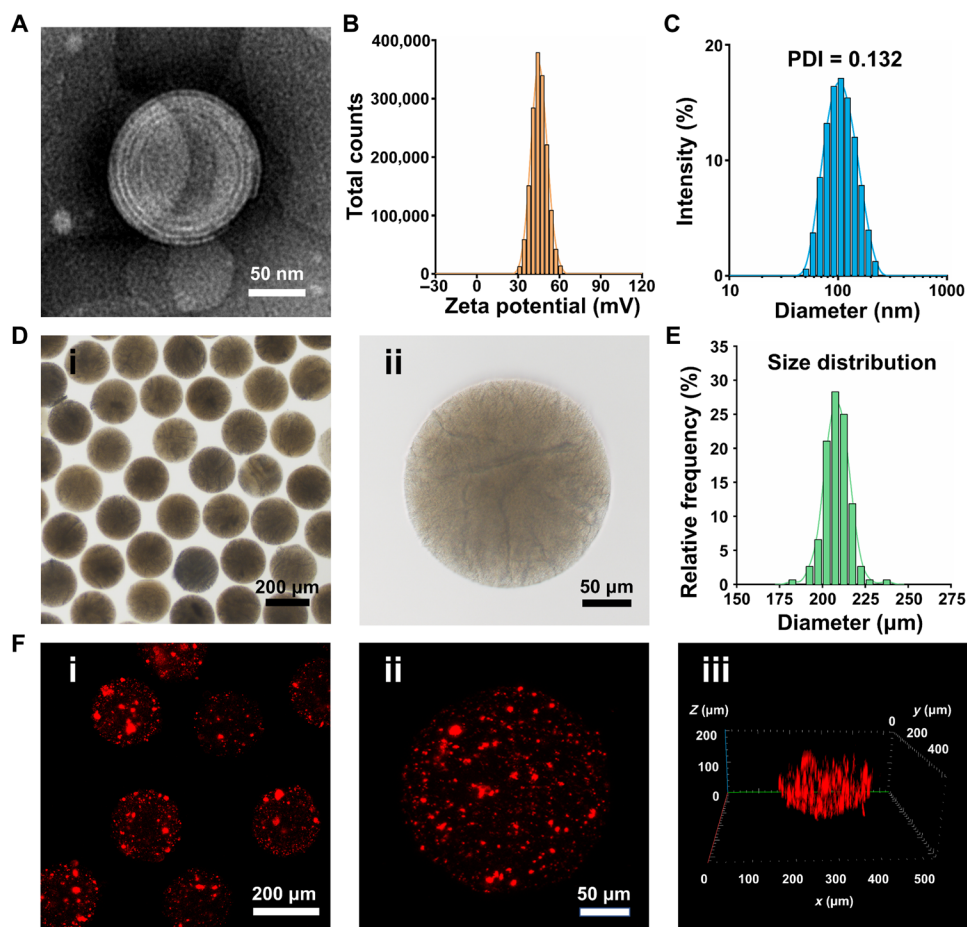 A
50 nm
B
Total counts
400,000
300,000
200,000
100,000
0
−30 0 30 60 90 120
Zeta potential (mV)
C
PDI = 0.132
Intensity (%)
20
10
0
10 100 1000
Diameter (nm)
D
i
200 μm
ii
50 μm
E
Size distribution
Relative frequency (%)
35
30
25
20
15
10
5
0
150 175 200 225 250 275
Diameter (μm)
F
i
200 μm
ii
50 μm
iii
Z (μm)
200
100
0
y (μm)
0
200
400
0 100 200 300 400 500
x (μm)